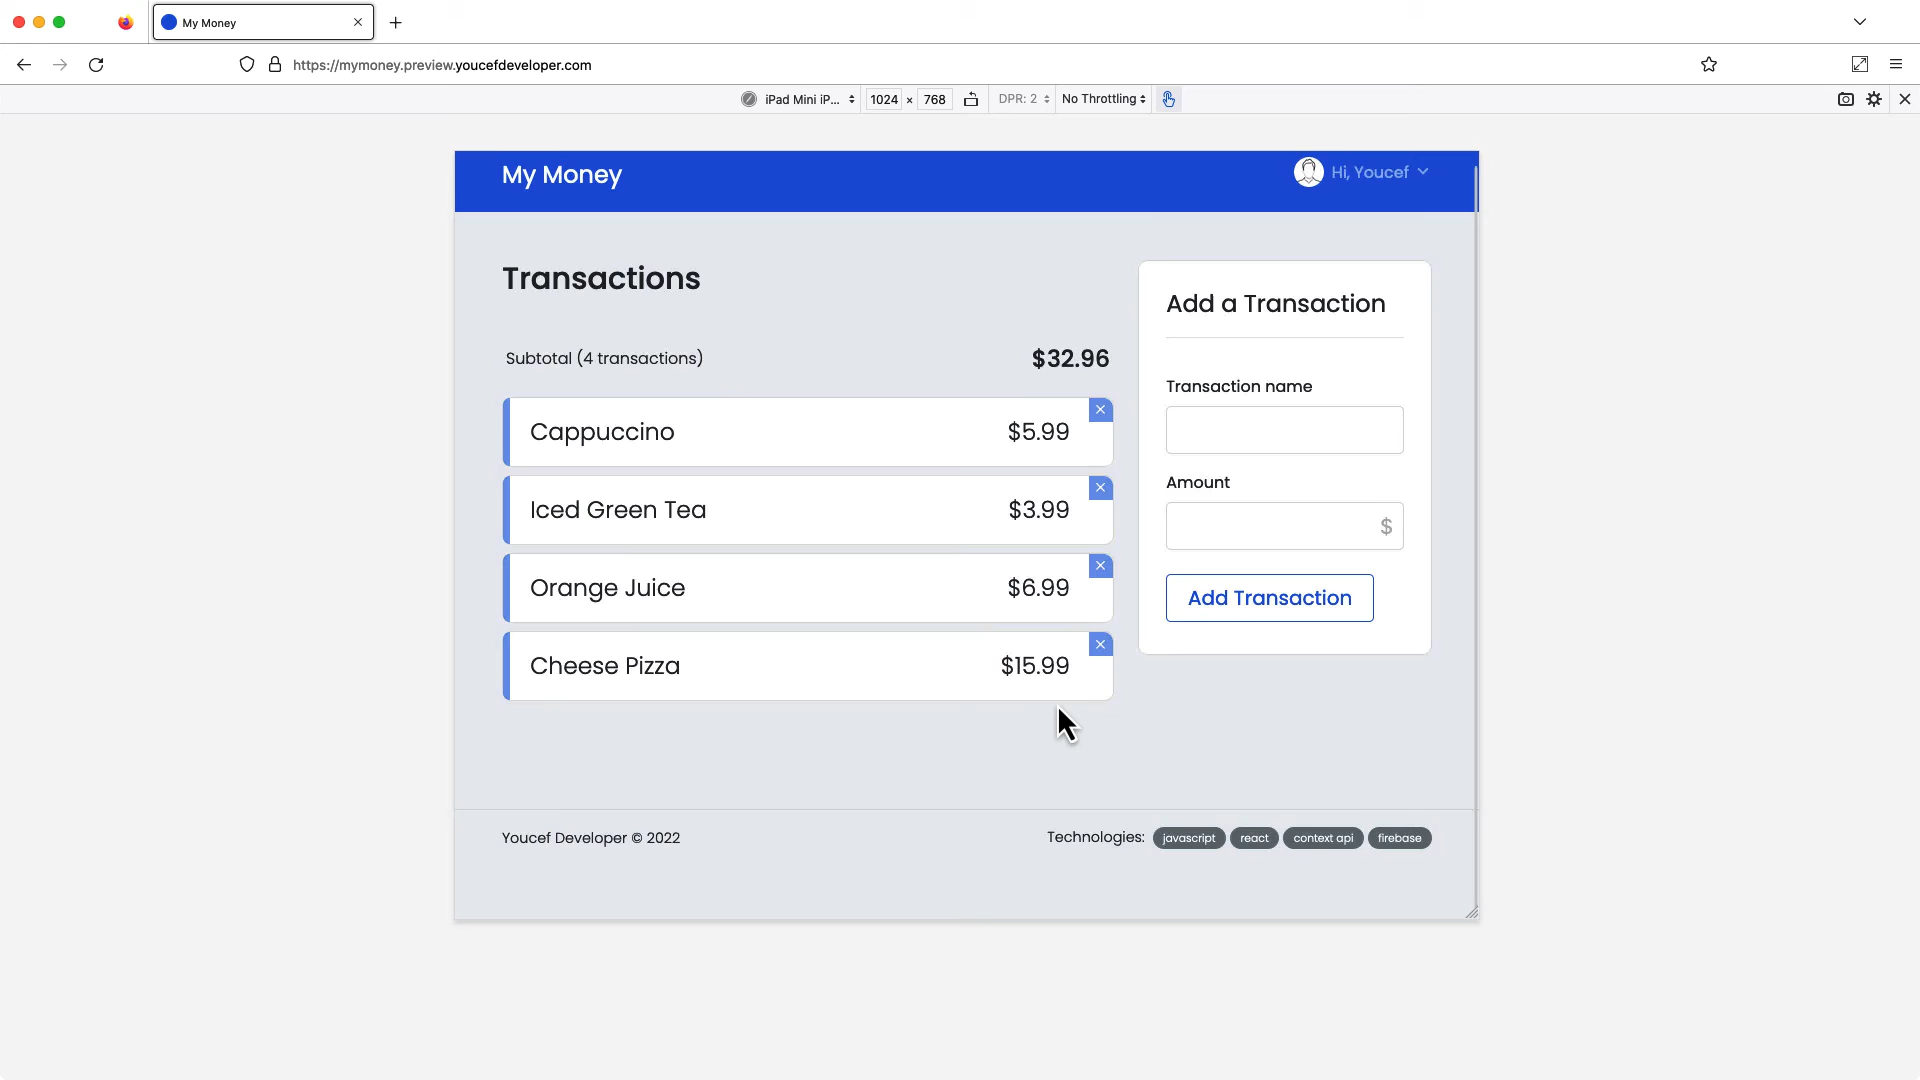 My Money
https://mymoney.preview.youcefdeveloper.com
iPad Mini iP... 1024 × 768 DPR: 2 No Throttling
My Money
Hi, Youcef
Transactions
Subtotal (4 transactions) $32.96
Cappuccino $5.99
Iced Green Tea $3.99
Orange Juice $6.99
Cheese Pizza $15.99
Add a Transaction
Transaction name
Amount
$
Add Transaction
Youcef Developer © 2022
Technologies: javascript react context api firebase